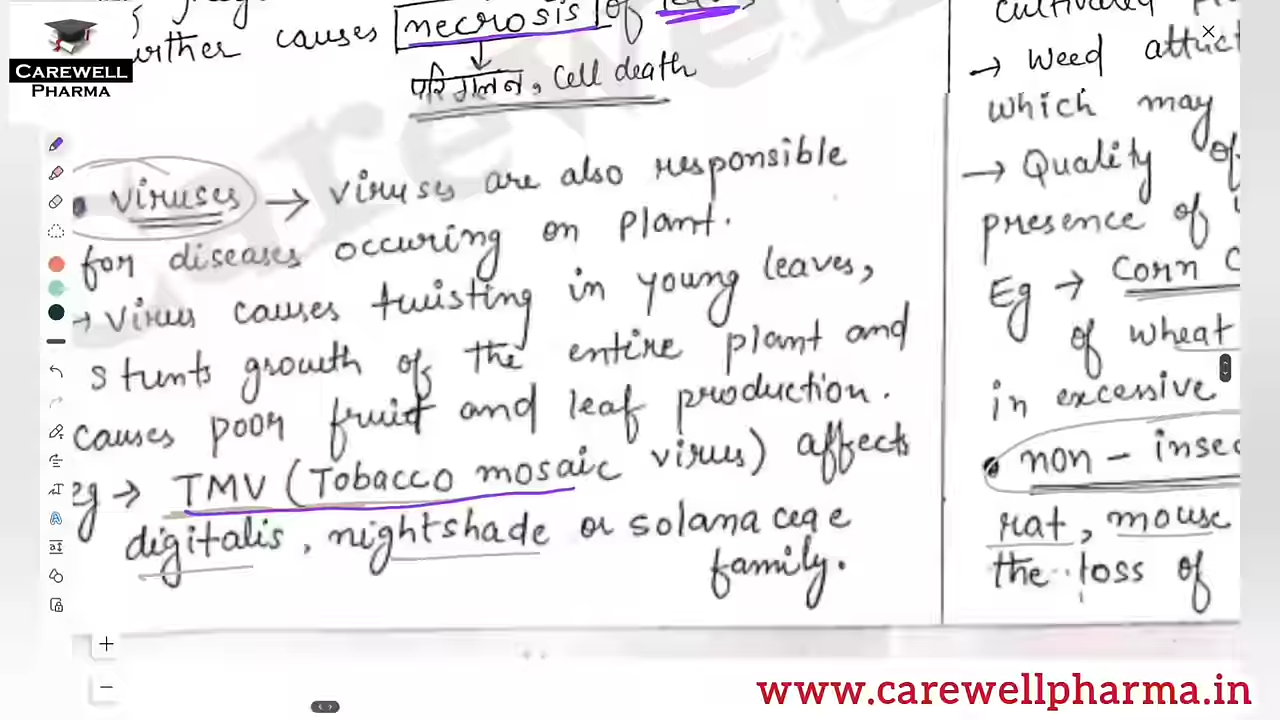 CAREWELL
PHARMA
urther causes necrosis of
परिगलन, Cell death
• Viruses → Viruses are also responsible
for diseases occuring on plant.
→ Virus causes twisting in young leaves,
stunts growth of the entire plant and
causes poor fruit and leaf production.
eg → TMV (Tobacco mosaic virus) affects
digitalis, nightshade or solanaceae
family.
cultivated
→ Weed
which may
→ Quality of
presence of
Eg → Corn C
of wheat
in excessive
• non - insec
rat, mouse
the loss of
www.carewellpharma.in